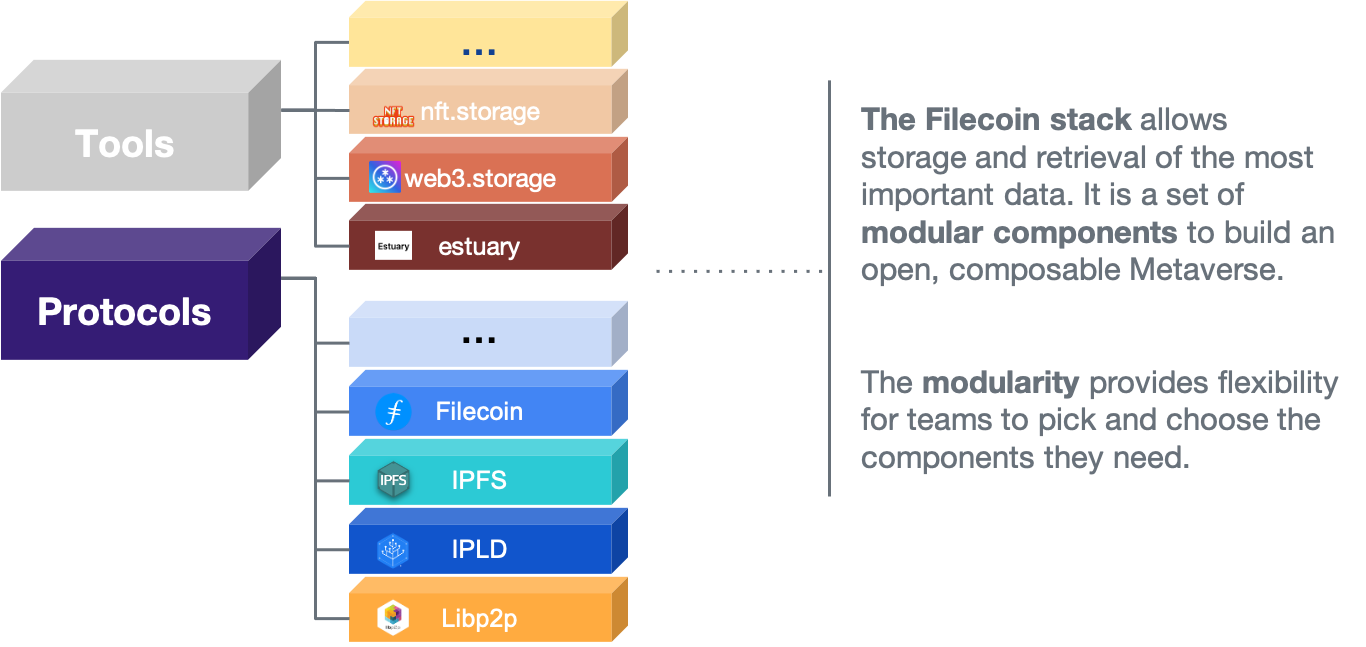 Tools
...
NFT STORAGE nft.storage
web3.storage
Estuary estuary
Protocols
...
Filecoin
IPFS IPFS
IPLD
Libp2p
The Filecoin stack allows
storage and retrieval of the most
important data. It is a set of
modular components to build an
open, composable Metaverse.
The modularity provides flexibility
for teams to pick and choose the
components they need.